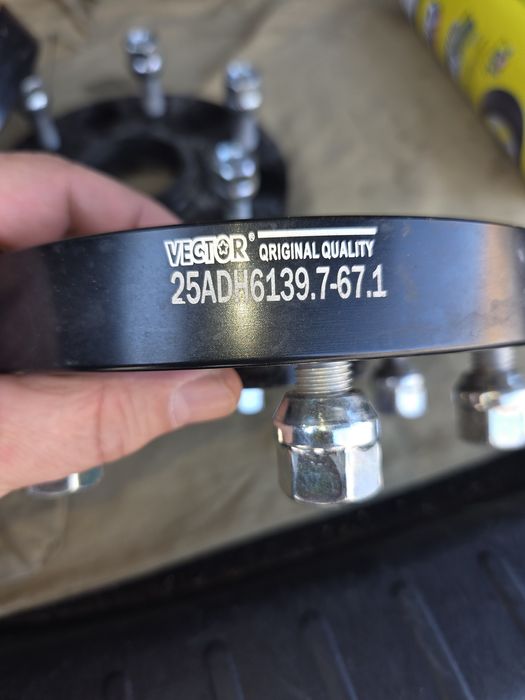 VECTOR® QRIGINAL QUALITY
25ADH6139.7-67.1